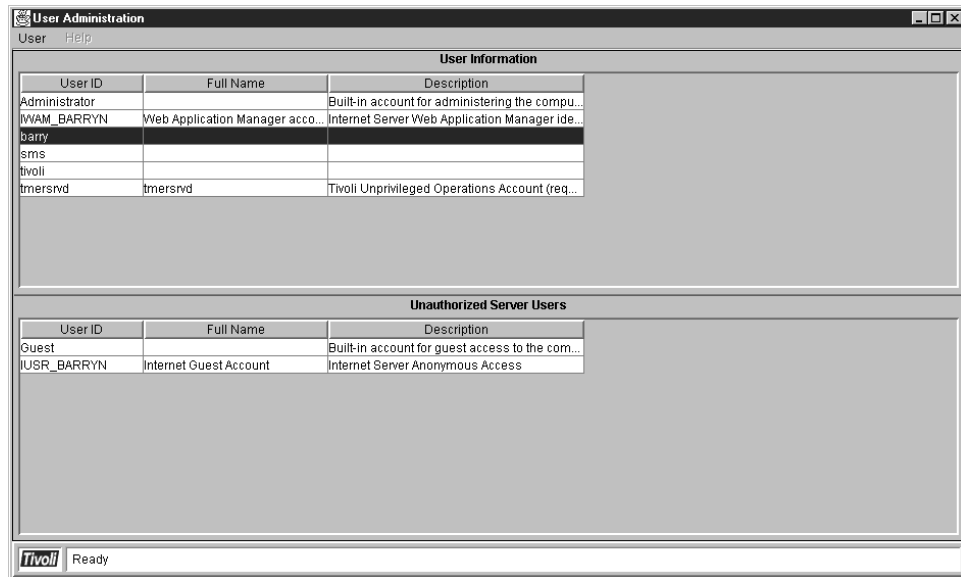 User Administration
User Help
User Information
User ID Full Name Description
Administrator Built-in account for administering the compu...
IWAM_BARRYN Web Application Manager acco... Internet Server Web Application Manager ide...
barry
sms
tivoli
tmersrvd tmersrvd Tivoli Unprivileged Operations Account (req...
Unauthorized Server Users
User ID Full Name Description
Guest Built-in account for guest access to the com...
IUSR_BARRYN Internet Guest Account Internet Server Anonymous Access
Tivoli Ready